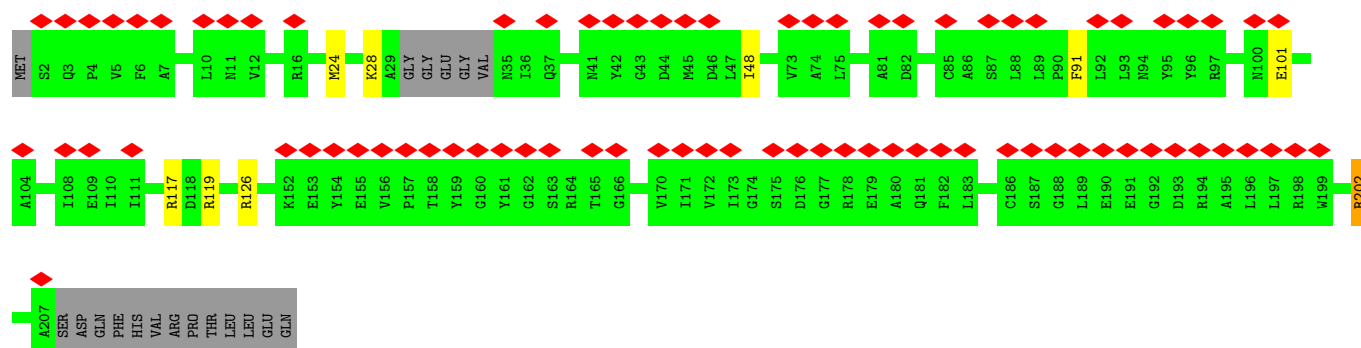 MET S2 Q3 P4 V5 F6 A7 L10 N11 V12 R16 M24 K28 A29 GLY GLY GLU GLY VAL N35 I36 Q37 N41 Y42 G43 D44 M45 D46 L47 I48 V73 A74 L75 A81 D82 C85 A86 S87 L88 L89 P90 F91 L92 L93 N94 Y95 Y96 R97 N100 E101
A104 I108 E109 I110 I111 R117 D118 R119 R126 K152 E153 Y154 E155 V156 P157 T158 Y159 G160 Y161 G162 S163 R164 T165 G166 V170 I171 V172 I173 S175 D176 G177 R178 E179 A180 Q181 F182 L183 C186 S187 G188 L189 E190 E191 G192 D193 R194 A195 L196 L197 R198 W199
A207 SER ASP GLN PHE HIS VAL ARG PRO THR LEU LEU GLU GLN